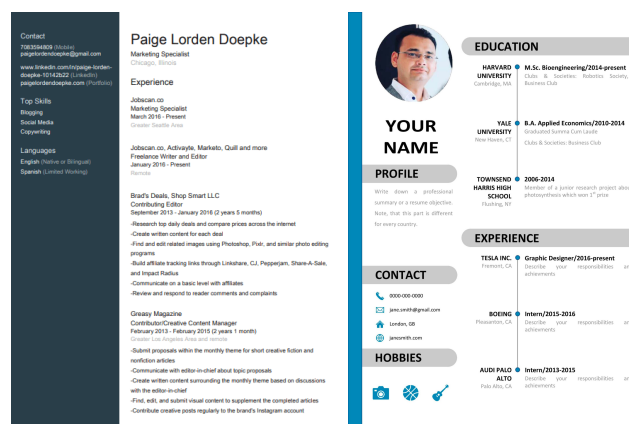 Contact
7083594809 (Mobile)
paigelordendoepke@gmail.com
www.linkedin.com/in/paige-lorden-
doepke-10142b22 (LinkedIn)
paigelordendoepke.com (Portfolio)
Top Skills
Blogging
Social Media
Copywriting
Languages
English (Native or Bilingual)
Spanish (Limited Working)
Paige Lorden Doepke
Marketing Specialist
Chicago, Illinois
Experience
Jobscan.co
Marketing Specialist
March 2016 - Present
Greater Seattle Area
Jobscan.co, Activayte, Marketo, Quill and more
Freelance Writer and Editor
January 2016 - Present
Remote
Brad's Deals, Shop Smart LLC
Contributing Editor
September 2013 - January 2016 (2 years 5 months)
-Research top daily deals and compare prices across the internet
-Create written content for each deal
-Find and edit related images using Photoshop, Pixlr, and similar photo editing
programs
-Build affiliate tracking links through Linkshare, CJ, Pepperjam, Share-A-Sale,
and Impact Radius
-Communicate on a basic level with affiliates
-Review and respond to reader comments and complaints
Greasy Magazine
Contributor/Creative Content Manager
February 2013 - February 2015 (2 years 1 month)
Greater Los Angeles Area and remote
-Submit proposals within the monthly theme for short creative fiction and
nonfiction articles
-Communicate with editor-in-chief about topic proposals
-Create written content surrounding the monthly theme based on discussions
with the editor-in-chief
-Find, edit, and submit visual content to supplement the completed articles
-Contribute creative posts regularly to the brand's Instagram account
YOUR
NAME
PROFILE
Write down a professional
summary or a resume objective.
Note, that this part is different
for every country.
CONTACT
0000-000-0000
jane.smith@gmail.com
London, GB
janesmith.com
HOBBIES
EDUCATION
HARVARD
UNIVERSITY
Cambridge, MA
M.Sc. Bioengineering/2014-present
Clubs & Societies: Robotics Society,
Business Club
YALE
UNIVERSITY
New Haven, CT
B.A. Applied Economics/2010-2014
Graduated Summa Cum Laude
Clubs & Societies: Business Club
TOWNSEND
HARRIS HIGH
SCHOOL
Flushing, NY
2006-2014
Member of a junior research project abou
photosynthesis which won 1st prize
EXPERIENCE
TESLA INC.
Fremont, CA
Graphic Designer/2016-present
Describe your responsibilities an
achievements
BOEING
Pleasanton, CA
Intern/2015-2016
Describe your responsibilities an
achievements
AUDI PALO
ALTO
Palo Alto, CA
Intern/2013-2015
Describe your responsibilities an
achievements